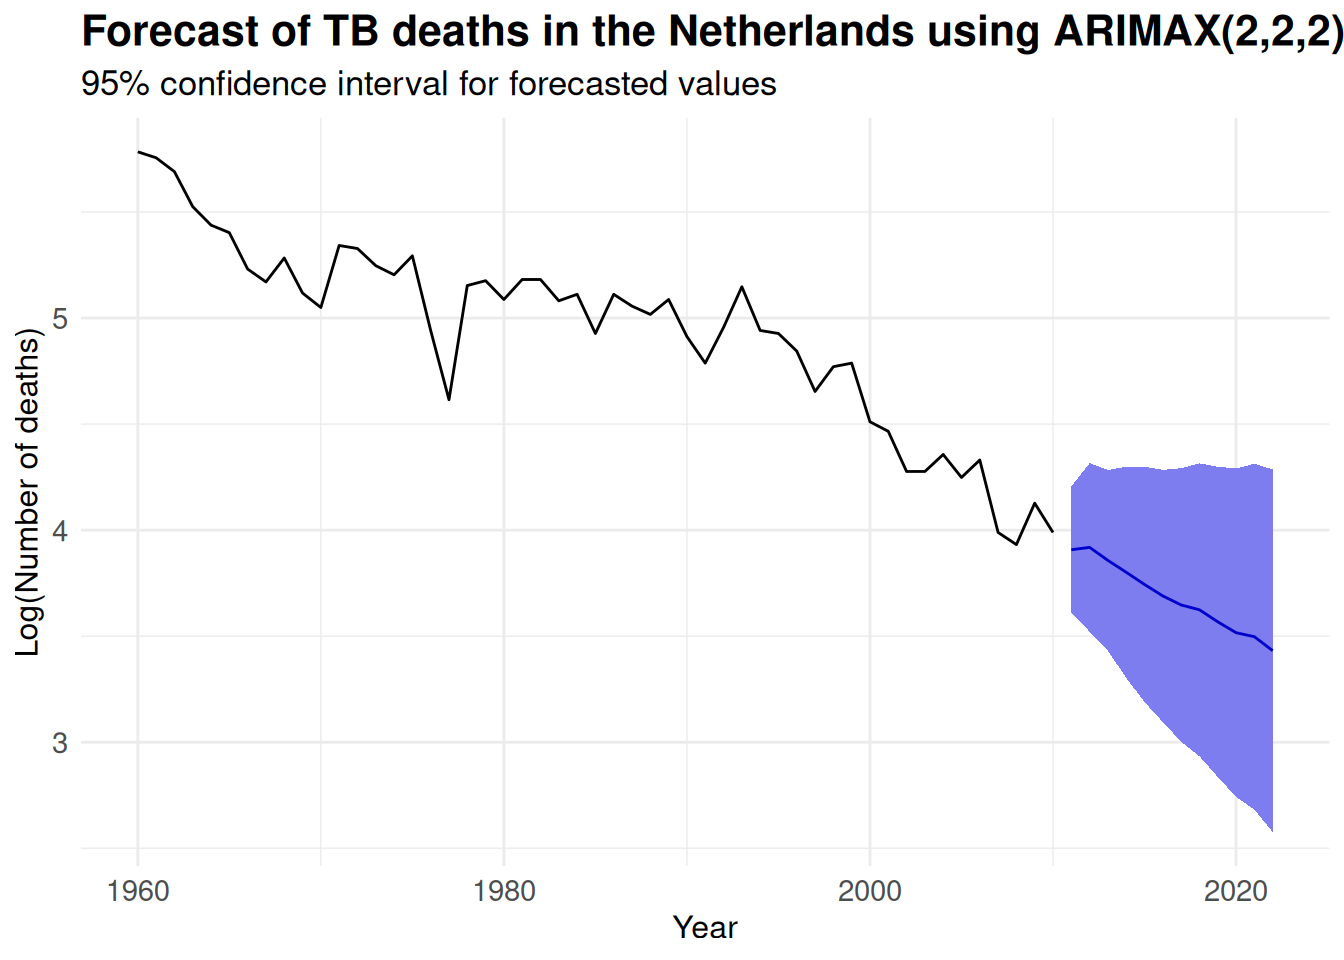 Forecast of TB deaths in the Netherlands using ARIMAX(2,2,2)
95% confidence interval for forecasted values
Log(Number of deaths)
5
4
3
1960
1980
2000
2020
Year